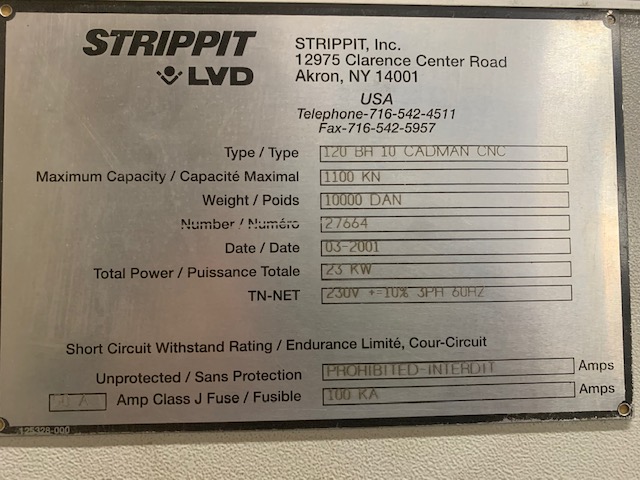 STRIPPIT
LVD
STRIPPIT, Inc.
12975 Clarence Center Road
Akron, NY 14001
USA
Telephone-716-542-4511
Fax-716-542-5957
Type / Type 120 BH 10 CADMAN CNC
Maximum Capacity / Capacité Maximal 1100 KN
Weight / Poids 10000 DAN
Number / Numéro 27664
Date / Date 03-2001
Total Power / Puissance Totale 23 KW
TN-NET 230V +-10% 3PH 60HZ
Short Circuit Withstand Rating / Endurance Limité, Cour-Circuit
Unprotected / Sans Protection PROHIBITED-INTERDIT Amps
A Amp Class J Fuse / Fusible 100 KA Amps
125328-000